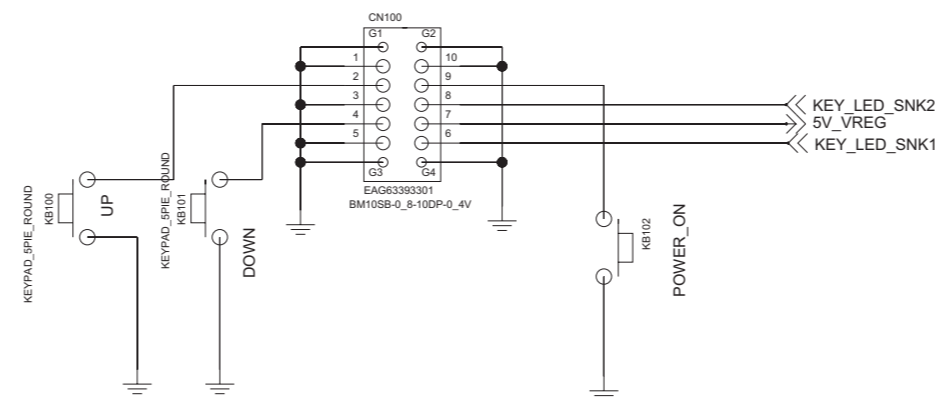 CN100
G1 G2
1 10
2 9
3 8
4 7
5 6
G3 G4
EAG63393301
BM10SB-0_8-10DP-0_4V
KEY_LED_SNK2
5V_VREG
KEY_LED_SNK1
KEYPAD_5PIE_ROUND
KB100
UP
KEYPAD_5PIE_ROUND
KB101
DOWN
KB102
POWER_ON